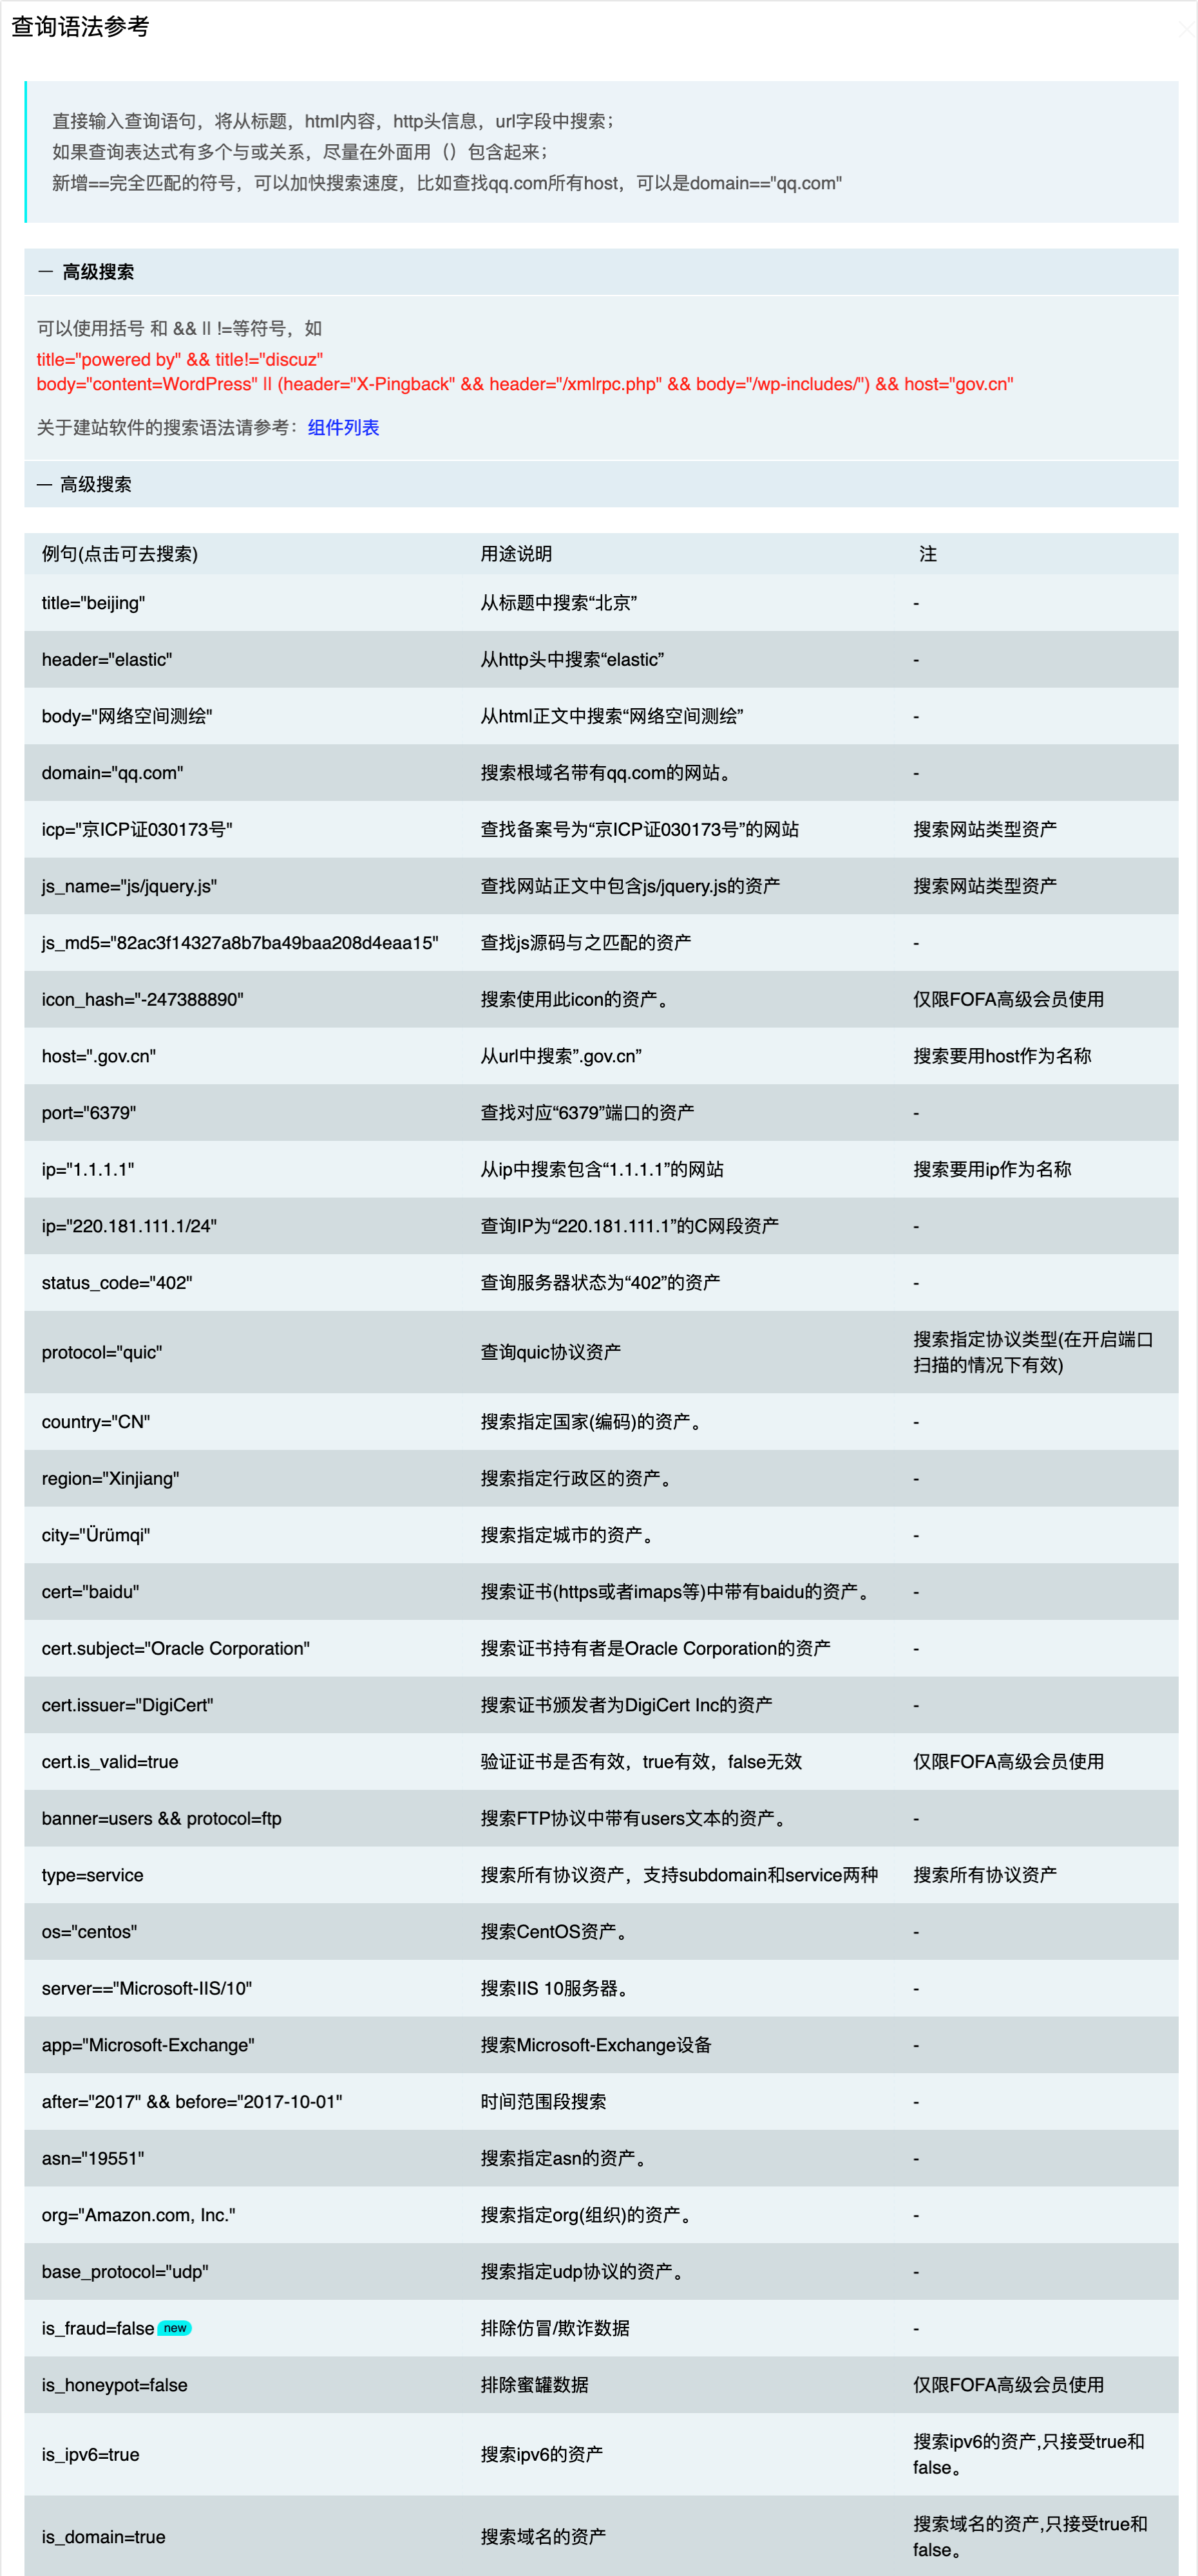 查询语法参考
直接输入查询语句，将从标题，html内容，http头信息，url字段中搜索；
如果查询表达式有多个与或关系，尽量在外面用（）包含起来；
新增==完全匹配的符号，可以加快搜索速度，比如查找qq.com所有host，可以是domain=="qq.com"
— 高级搜索
可以使用括号 和 && || !=等符号，如
title="powered by" && title!="discuz"
body="content=WordPress" || (header="X-Pingback" && header="/xmlrpc.php" && body="/wp-includes/") && host="gov.cn"
关于建站软件的搜索语法请参考：组件列表
— 高级搜索
例句(点击可去搜索) 用途说明 注
title="beijing" 从标题中搜索“北京” -
header="elastic" 从http头中搜索“elastic” -
body="网络空间测绘" 从html正文中搜索“网络空间测绘” -
domain="qq.com" 搜索根域名带有qq.com的网站。 -
icp="京ICP证030173号" 查找备案号为“京ICP证030173号”的网站 搜索网站类型资产
js_name="js/jquery.js" 查找网站正文中包含js/jquery.js的资产 搜索网站类型资产
js_md5="82ac3f14327a8b7ba49baa208d4eaa15" 查找js源码与之匹配的资产 -
icon_hash="-247388890" 搜索使用此icon的资产。 仅限FOFA高级会员使用
host=".gov.cn" 从url中搜索”.gov.cn” 搜索要用host作为名称
port="6379" 查找对应“6379”端口的资产 -
ip="1.1.1.1" 从ip中搜索包含“1.1.1.1”的网站 搜索要用ip作为名称
ip="220.181.111.1/24" 查询IP为“220.181.111.1”的C网段资产 -
status_code="402" 查询服务器状态为“402”的资产 -
protocol="quic" 查询quic协议资产 搜索指定协议类型(在开启端口
扫描的情况下有效)
country="CN" 搜索指定国家(编码)的资产。 -
region="Xinjiang" 搜索指定行政区的资产。 -
city="Ürümqi" 搜索指定城市的资产。 -
cert="baidu" 搜索证书(https或者imaps等)中带有baidu的资产。 -
cert.subject="Oracle Corporation" 搜索证书持有者是Oracle Corporation的资产 -
cert.issuer="DigiCert" 搜索证书颁发者为DigiCert Inc的资产 -
cert.is_valid=true 验证证书是否有效，true有效，false无效 仅限FOFA高级会员使用
banner=users && protocol=ftp 搜索FTP协议中带有users文本的资产。 -
type=service 搜索所有协议资产，支持subdomain和service两种 搜索所有协议资产
os="centos" 搜索CentOS资产。 -
server=="Microsoft-IIS/10" 搜索IIS 10服务器。 -
app="Microsoft-Exchange" 搜索Microsoft-Exchange设备 -
after="2017" && before="2017-10-01" 时间范围段搜索 -
asn="19551" 搜索指定asn的资产。 -
org="Amazon.com, Inc." 搜索指定org(组织)的资产。 -
base_protocol="udp" 搜索指定udp协议的资产。 -
is_fraud=false new 排除仿冒/欺诈数据 -
is_honeypot=false 排除蜜罐数据 仅限FOFA高级会员使用
is_ipv6=true 搜索ipv6的资产 搜索ipv6的资产,只接受true和
false。
is_domain=true 搜索域名的资产 搜索域名的资产,只接受true和
false。